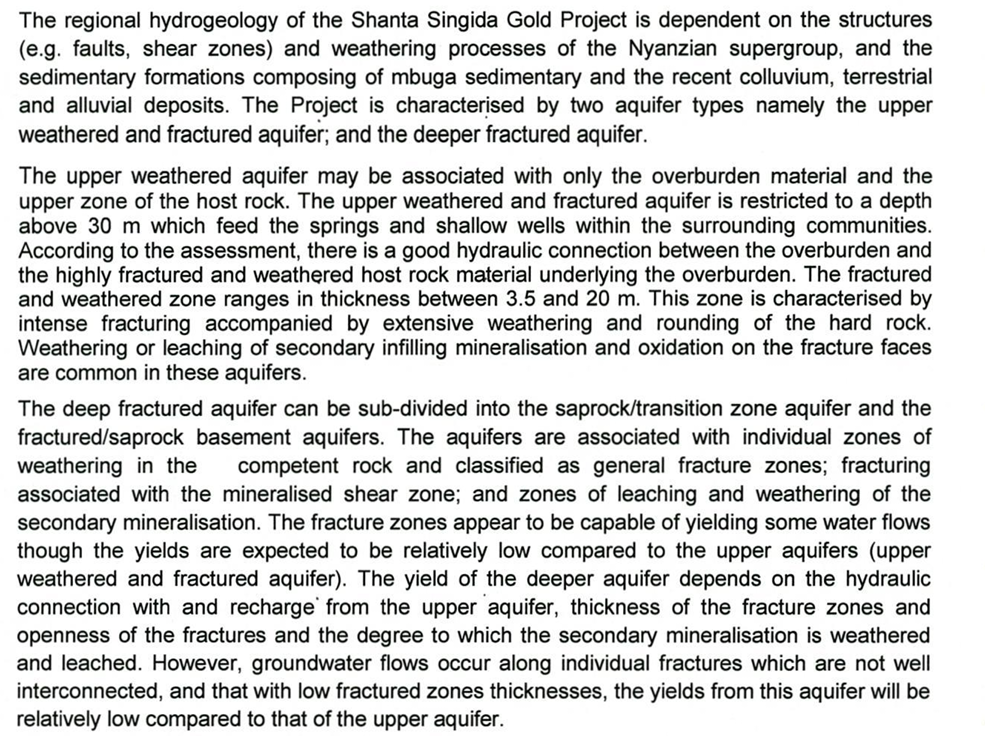 The regional hydrogeology of the Shanta Singida Gold Project is dependent on the structures
(e.g. faults, shear zones) and weathering processes of the Nyanzian supergroup, and the
sedimentary formations composing of mbuga sedimentary and the recent colluvium, terrestrial
and alluvial deposits. The Project is characterised by two aquifer types namely the upper
weathered and fractured aquifer; and the deeper fractured aquifer.
The upper weathered aquifer may be associated with only the overburden material and the
upper zone of the host rock. The upper weathered and fractured aquifer is restricted to a depth
above 30 m which feed the springs and shallow wells within the surrounding communities.
According to the assessment, there is a good hydraulic connection between the overburden and
the highly fractured and weathered host rock material underlying the overburden. The fractured
and weathered zone ranges in thickness between 3.5 and 20 m. This zone is characterised by
intense fracturing accompanied by extensive weathering and rounding of the hard rock.
Weathering or leaching of secondary infilling mineralisation and oxidation on the fracture faces
are common in these aquifers.
The deep fractured aquifer can be sub-divided into the saprock/transition zone aquifer and the
fractured/saprock basement aquifers. The aquifers are associated with individual zones of
weathering in the competent rock and classified as general fracture zones; fracturing
associated with the mineralised shear zone; and zones of leaching and weathering of the
secondary mineralisation. The fracture zones appear to be capable of yielding some water flows
though the yields are expected to be relatively low compared to the upper aquifers (upper
weathered and fractured aquifer). The yield of the deeper aquifer depends on the hydraulic
connection with and recharge from the upper aquifer, thickness of the fracture zones and
openness of the fractures and the degree to which the secondary mineralisation is weathered
and leached. However, groundwater flows occur along individual fractures which are not well
interconnected, and that with low fractured zones thicknesses, the yields from this aquifer will be
relatively low compared to that of the upper aquifer.